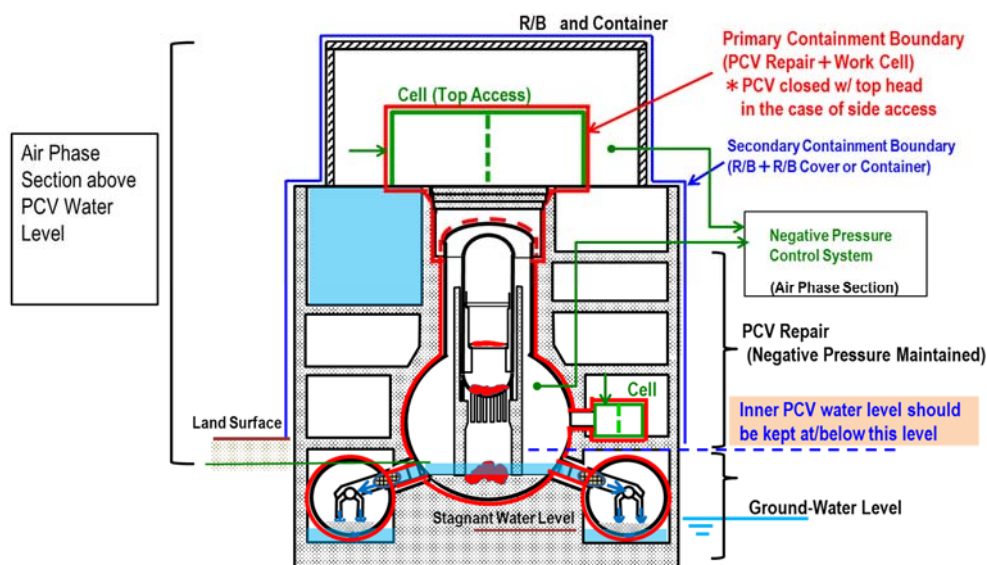 R/B and Container
Primary Containment Boundary
(PCV Repair + Work Cell)
* PCV closed w/ top head
in the case of side access
Cell (Top Access)
Air Phase
Section above
PCV Water
Level
Secondary Containment Boundary
(R/B + R/B Cover or Container)
Negative Pressure
Control System
(Air Phase Section)
PCV Repair
(Negative Pressure Maintained)
Cell
Inner PCV water level should
be kept at/below this level
Land Surface
Stagnant Water Level
Ground-Water Level